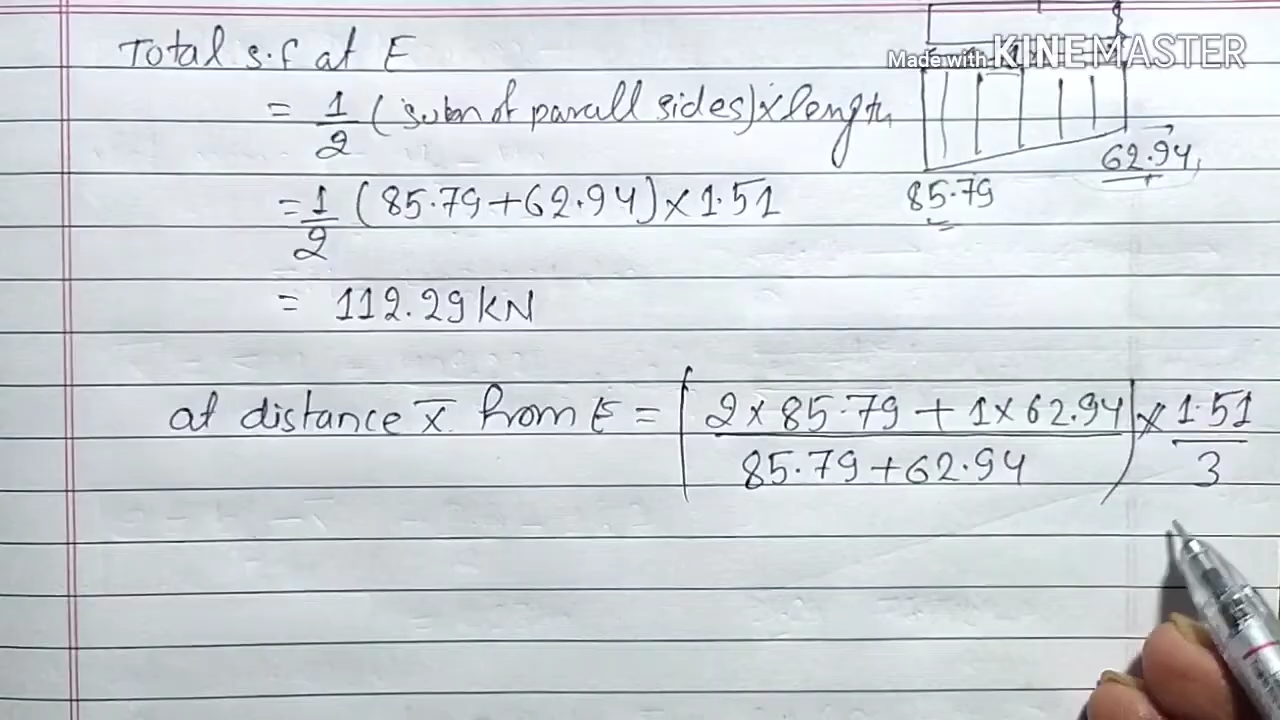 Total s.f at E
Made with KINEMASTER
= 1/2 (sum of parall sides) × length
62.94
85.79
= 1/2 (85.79 + 62.94) × 1.51
= 112.29 KN
at distance x̄ from E = (2 × 85.79 + 1 × 62.94 / 85.79 + 62.94) × 1.51/3